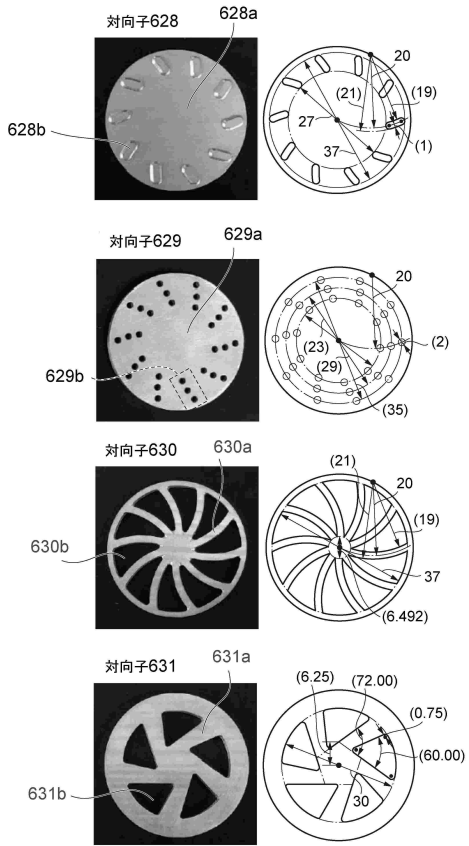 対向子628
628a
628b
20
(21)
(19)
27
37
(1)
対向子629
629a
629b
20
(23)
(2)
(29)
(35)
対向子630
630a
630b
(21)
20
(19)
37
(6.492)
対向子631
631a
631b
(6.25)
(72.00)
(0.75)
(60.00)
30